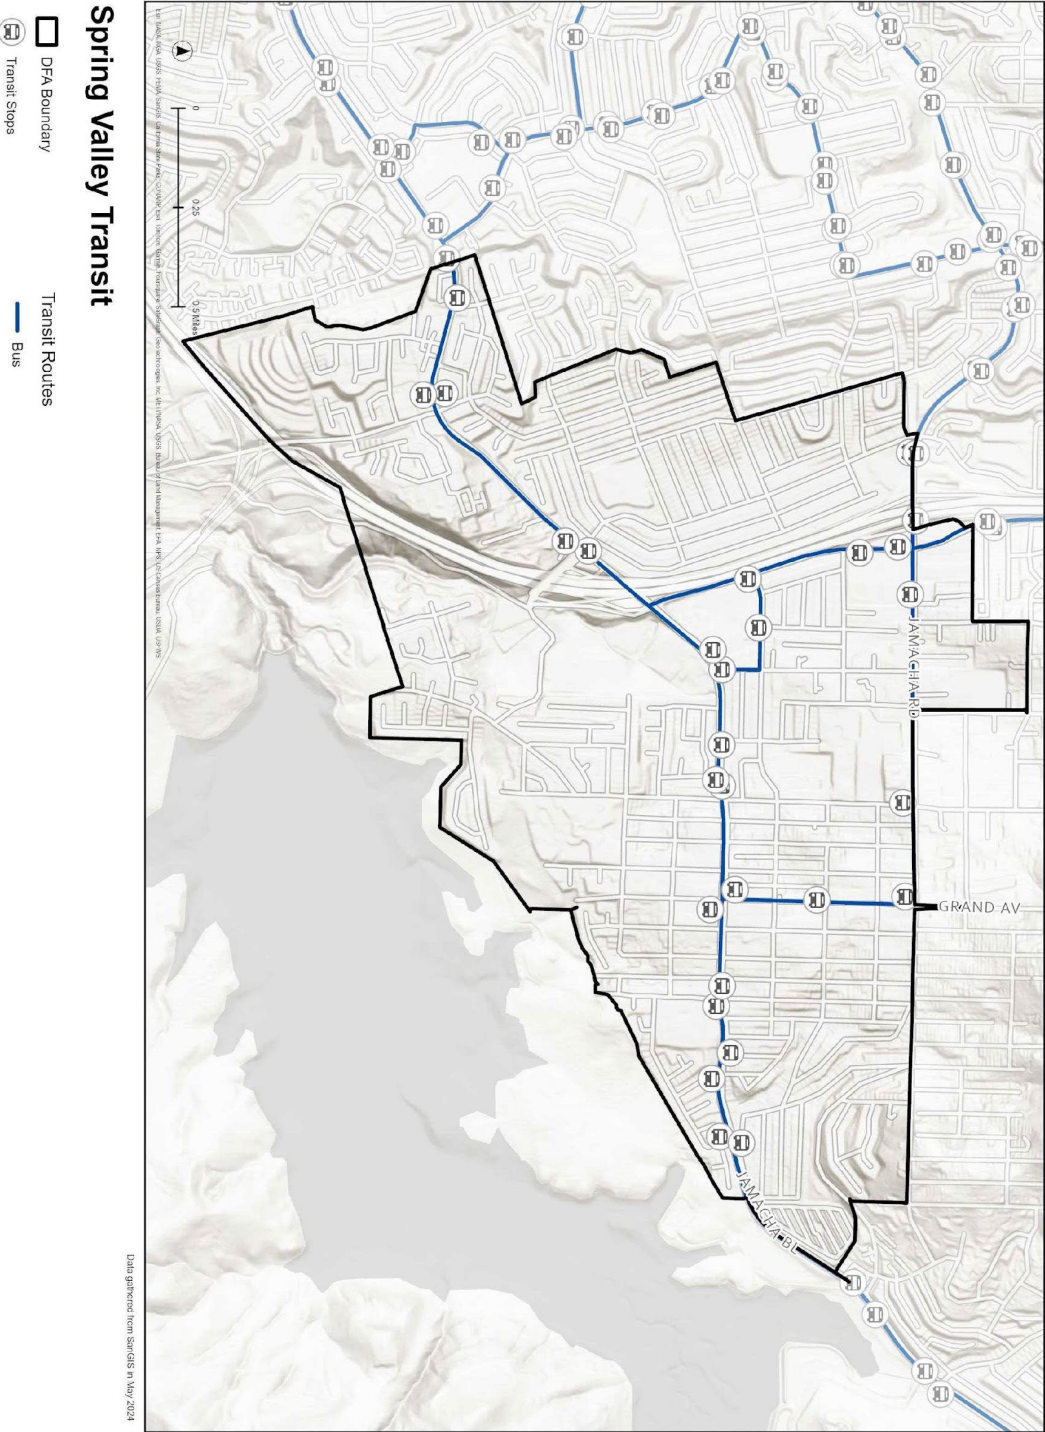 Spring Valley Transit
DFA Boundary
Transit Stops
Transit Routes
Bus
0
0.25
0.5 Miles
JAMACHA RD
GRAND AV
JAMACHA BL
Data gathered from SanGIS in May 2024